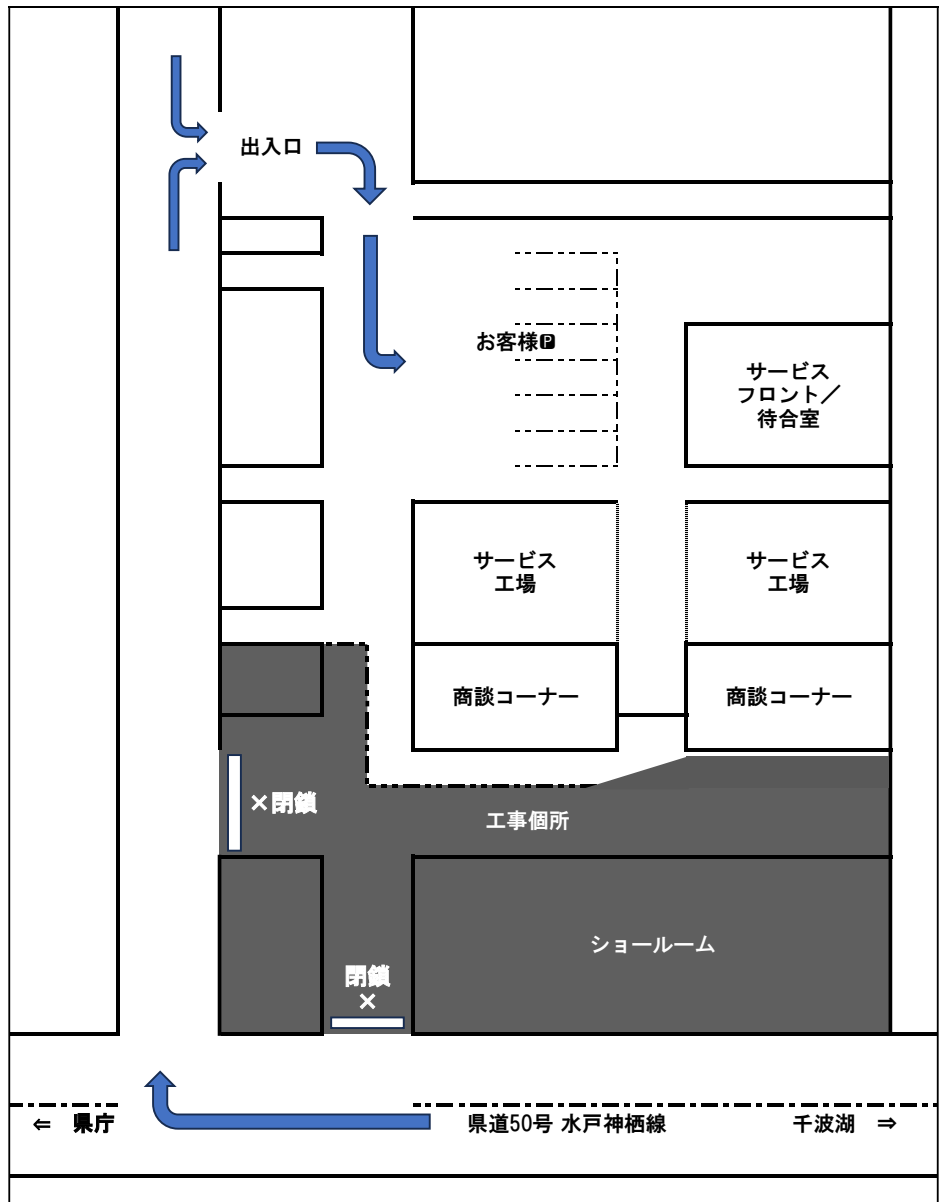 出入口
お客様🅿
サービス
フロント／
待合室
サービス
工場
サービス
工場
商談コーナー
商談コーナー
×閉鎖
工事個所
ショールーム
閉鎖
×
⇐ 県庁
県道50号 水戸神栖線
千波湖 ⇒